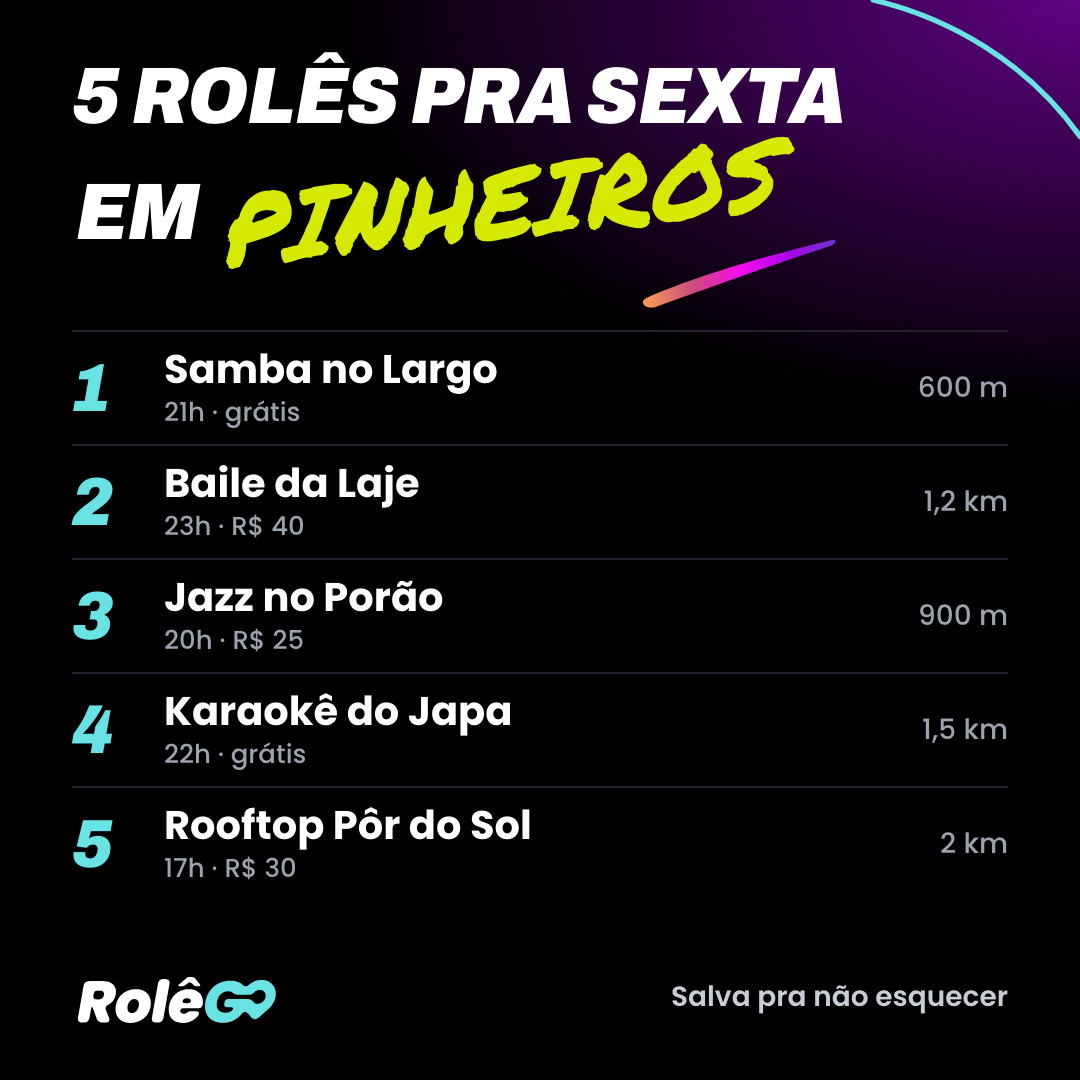 5 ROLÊS PRA SEXTA
EM PINHEIROS
1 Samba no Largo 600 m
21h · grátis
2 Baile da Laje 1,2 km
23h · R$ 40
3 Jazz no Porão 900 m
20h · R$ 25
4 Karaokê do Japa 1,5 km
22h · grátis
5 Rooftop Pôr do Sol 2 km
17h · R$ 30
RolêGO Salva pra não esquecer